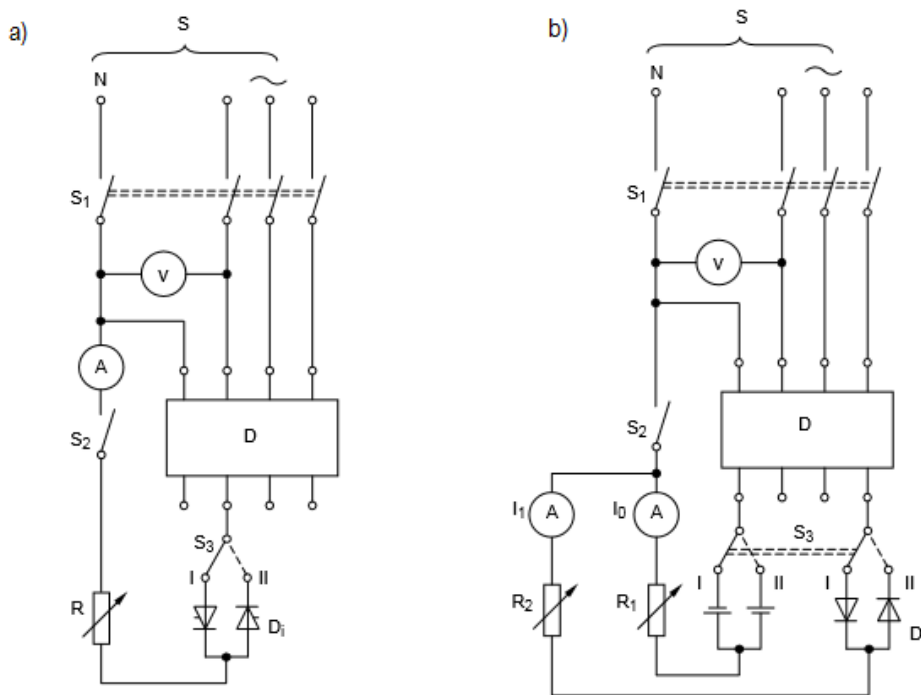 a)
S
N
S1
V
A
D
S2
S3
I II
R
Di
b)
S
N
S1
V
S2
D
I1 A I0 A
S3
I II I II
R2 R1
D